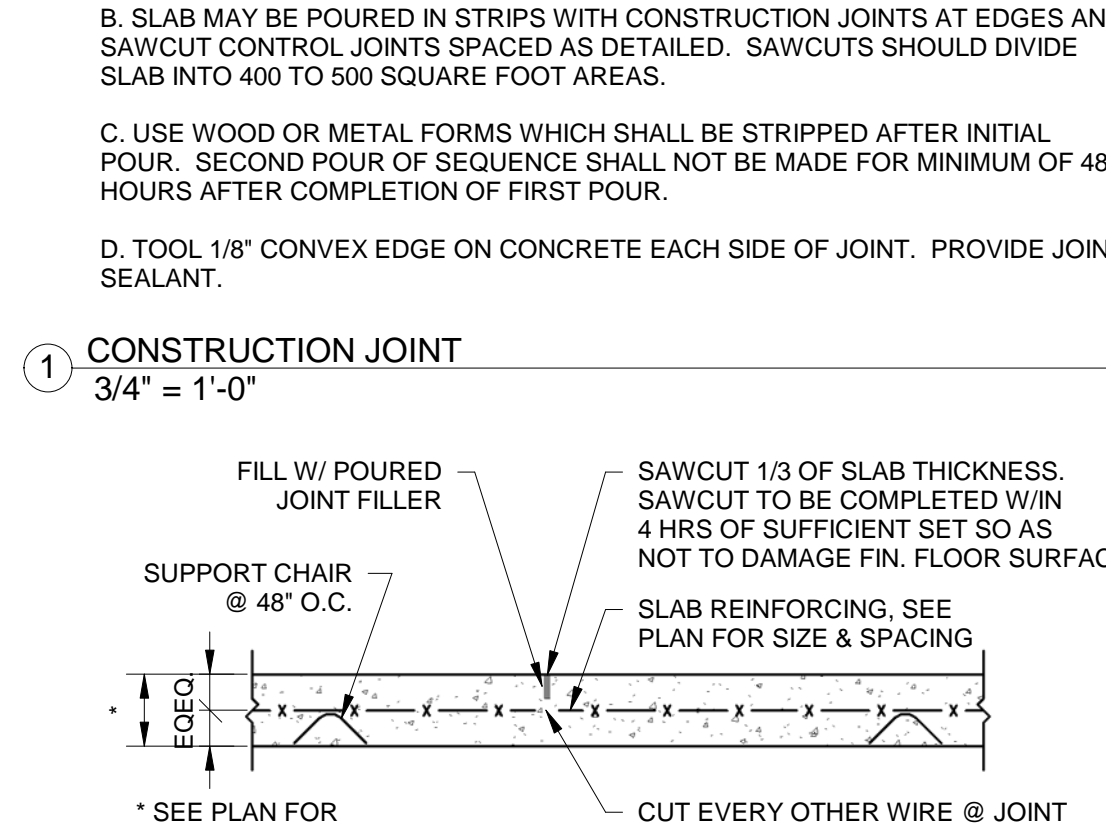 B. SLAB MAY BE POURED IN STRIPS WITH CONSTRUCTION JOINTS AT EDGES AN
SAWCUT CONTROL JOINTS SPACED AS DETAILED. SAWCUTS SHOULD DIVIDE
SLAB INTO 400 TO 500 SQUARE FOOT AREAS.
C. USE WOOD OR METAL FORMS WHICH SHALL BE STRIPPED AFTER INITIAL
POUR. SECOND POUR OF SEQUENCE SHALL NOT BE MADE FOR MINIMUM OF 48
HOURS AFTER COMPLETION OF FIRST POUR.
D. TOOL 1/8" CONVEX EDGE ON CONCRETE EACH SIDE OF JOINT. PROVIDE JOIN
SEALANT.
1 CONSTRUCTION JOINT
3/4" = 1'-0"
FILL W/ POURED
JOINT FILLER
SAWCUT 1/3 OF SLAB THICKNESS.
SAWCUT TO BE COMPLETED W/IN
4 HRS OF SUFFICIENT SET SO AS
NOT TO DAMAGE FIN. FLOOR SURFAC
SUPPORT CHAIR
@ 48" O.C.
SLAB REINFORCING, SEE
PLAN FOR SIZE & SPACING
*
EQ
EQ.
* SEE PLAN FOR
CUT EVERY OTHER WIRE @ JOINT